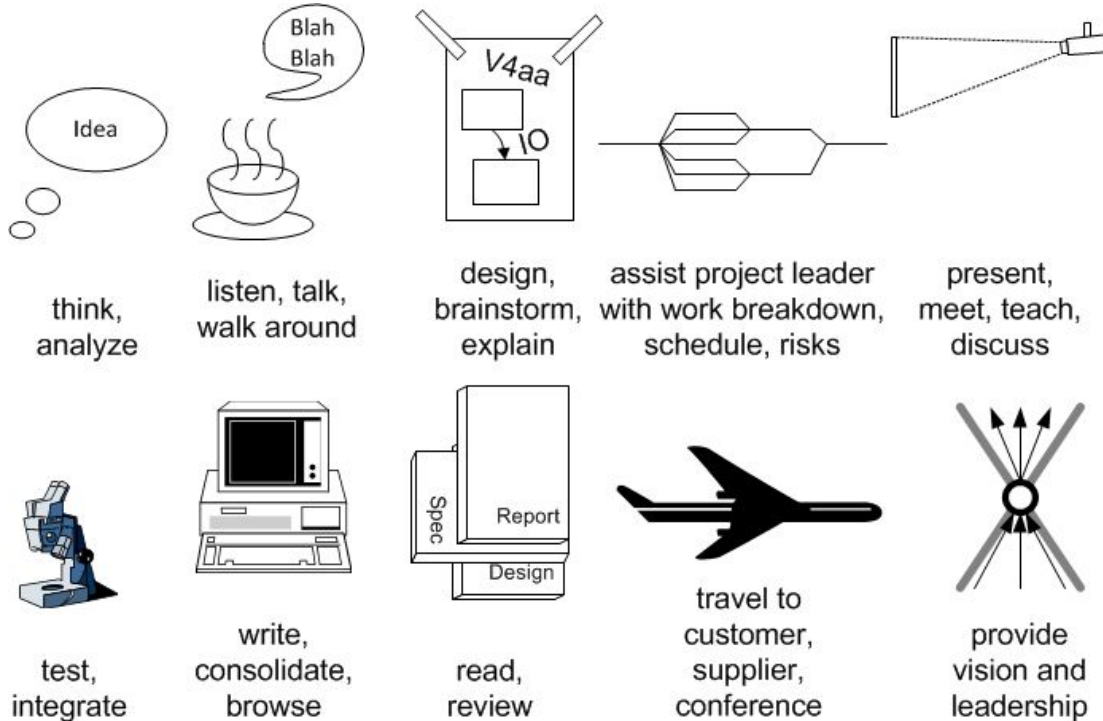 Idea
Blah
Blah
V4aa
IO
think,
analyze
listen, talk,
walk around
design,
brainstorm,
explain
assist project leader
with work breakdown,
schedule, risks
present,
meet, teach,
discuss
Spec
Report
Design
test,
integrate
write,
consolidate,
browse
read,
review
travel to
customer,
supplier,
conference
provide
vision and
leadership